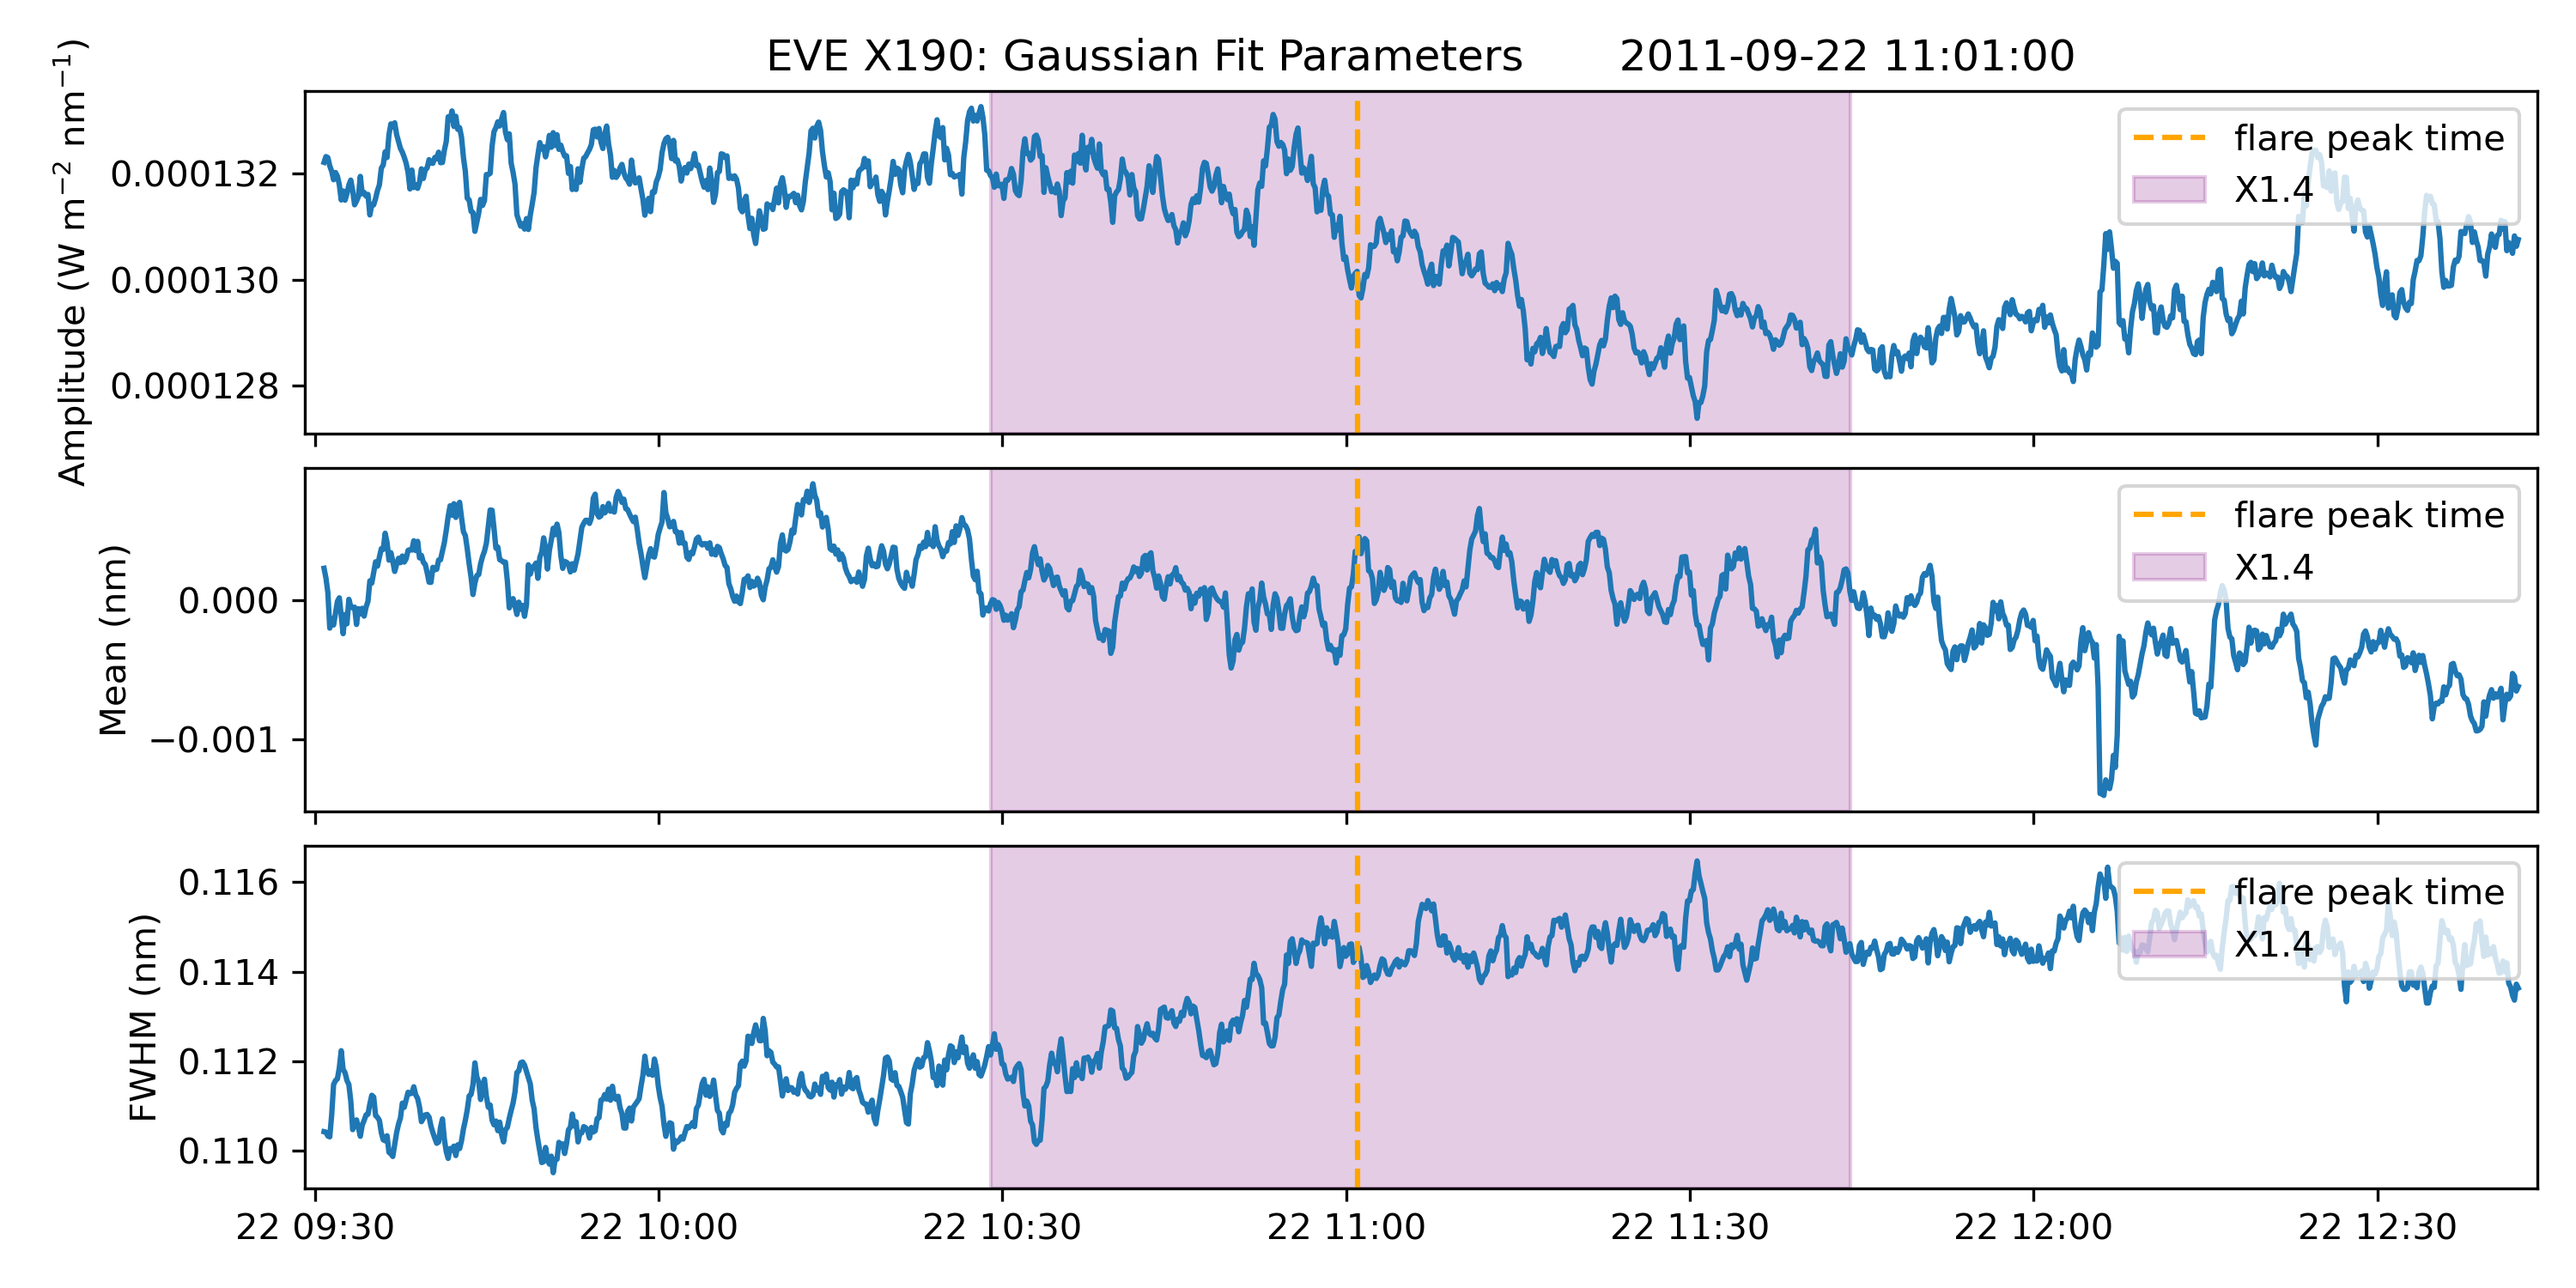 EVE X190: Gaussian Fit Parameters 2011-09-22 11:01:00
Amplitude (W m⁻² nm⁻¹)
0.000132
0.000130
0.000128
flare peak time
X1.4
Mean (nm)
0.000
−0.001
flare peak time
X1.4
FWHM (nm)
0.116
0.114
0.112
0.110
flare peak time
X1.4
22 09:30 22 10:00 22 10:30 22 11:00 22 11:30 22 12:00 22 12:30